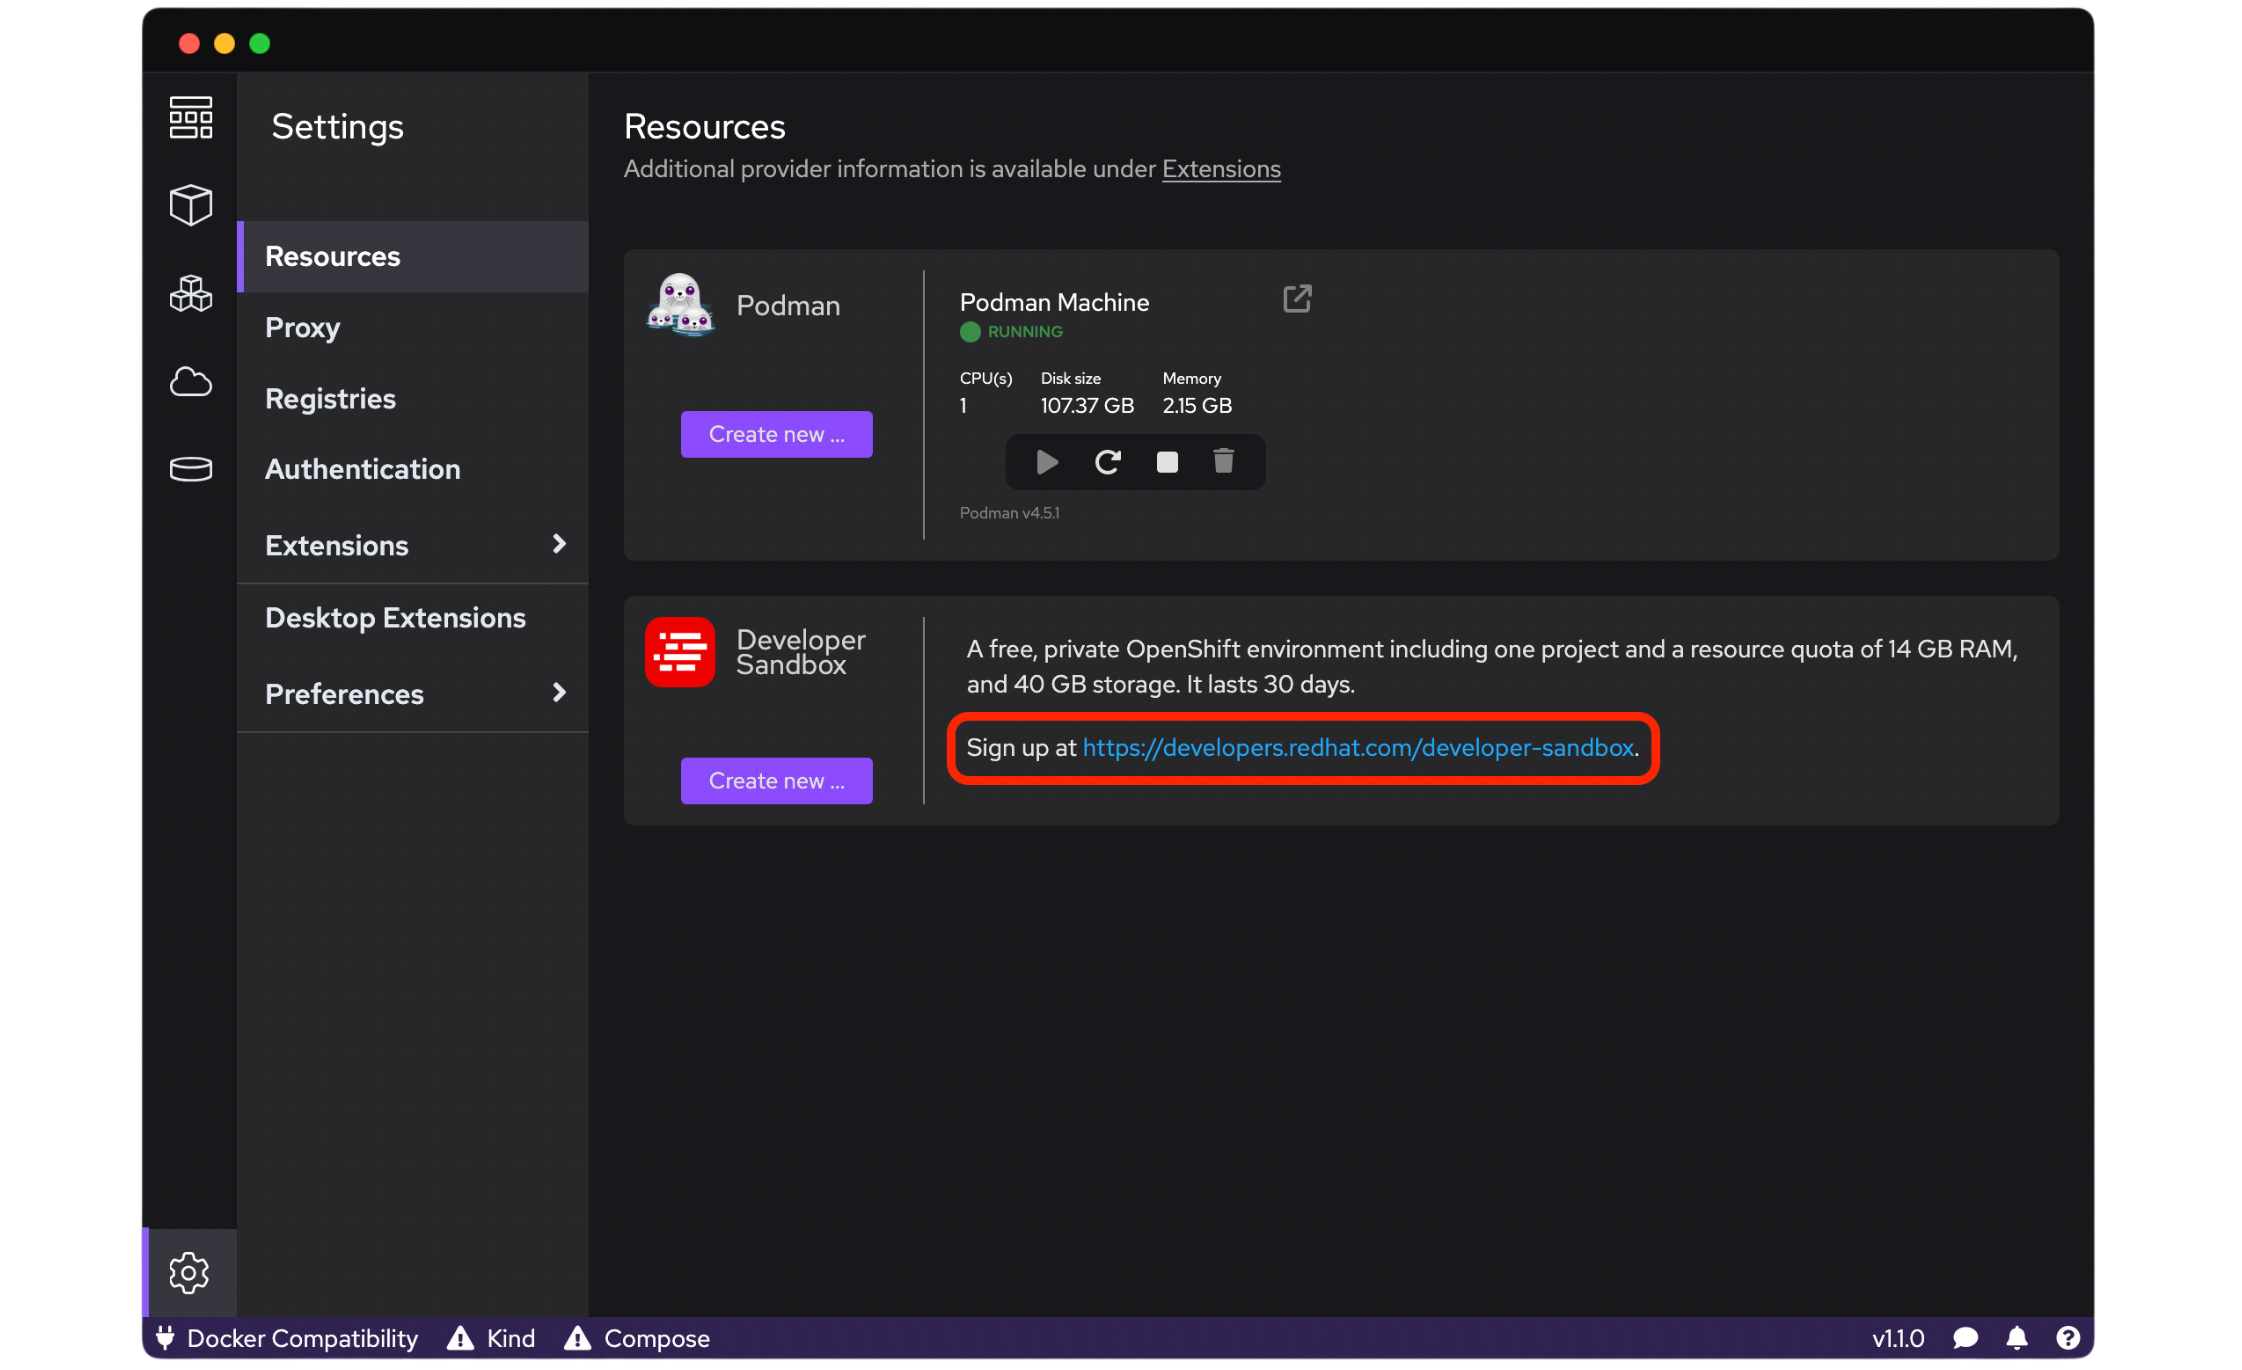 Settings
Resources
Proxy
Registries
Authentication
Extensions
Desktop Extensions
Preferences
Resources
Additional provider information is available under Extensions
Podman
Create new ...
Podman Machine
RUNNING
CPU(s) Disk size Memory
1 107.37 GB 2.15 GB
Podman v4.5.1
Developer
Sandbox
Create new ...
A free, private OpenShift environment including one project and a resource quota of 14 GB RAM,
and 40 GB storage. It lasts 30 days.
Sign up at https://developers.redhat.com/developer-sandbox.
Docker Compatibility Kind Compose v1.1.0